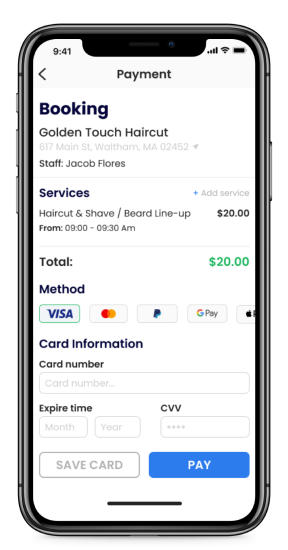 9:41
Payment
Booking
Golden Touch Haircut
617 Main St, Waltham, MA 02452
Staff: Jacob Flores
Services + Add service
Haircut & Shave / Beard Line-up $20.00
From: 09:00 - 09:30 Am
Total: $20.00
Method
VISA P G Pay
Card Information
Card number
Card number...
Expire time CVV
Month Year ****
SAVE CARD PAY